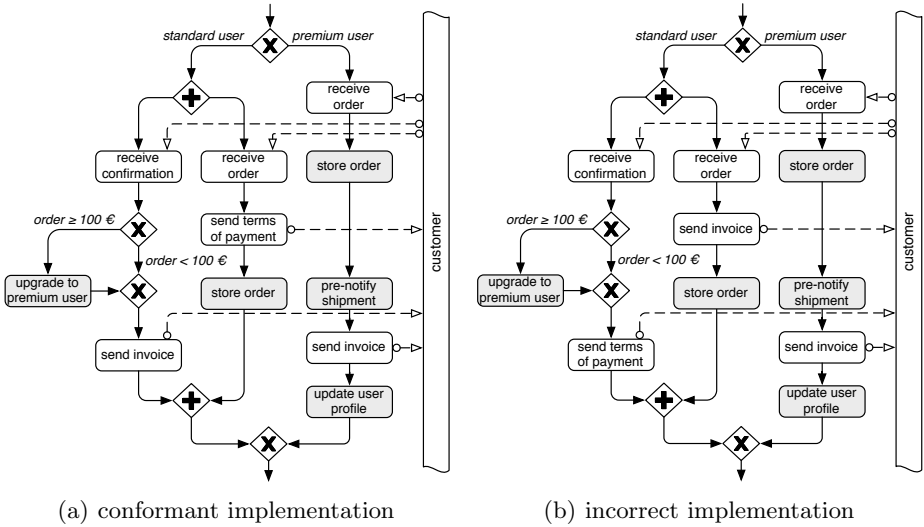 standard user
premium user
receive
order
receive
confirmation
receive
order
store order
order ≥ 100 €
send terms
of payment
order < 100 €
upgrade to
premium user
store order
pre-notify
shipment
send invoice
send invoice
update user
profile
customer
(a) conformant implementation
standard user
premium user
receive
order
receive
confirmation
receive
order
store order
order ≥ 100 €
send invoice
order < 100 €
upgrade to
premium user
store order
pre-notify
shipment
send terms
of payment
send invoice
update user
profile
customer
(b) incorrect implementation